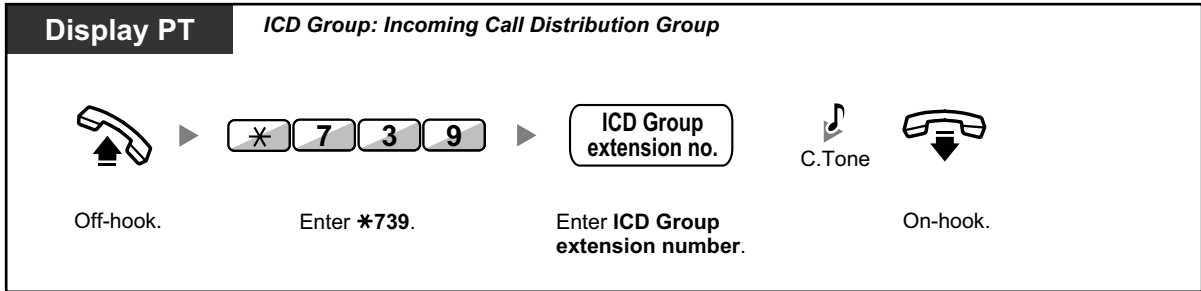 Display PT
ICD Group: Incoming Call Distribution Group
* 7 3 9
ICD Group
extension no.
C.Tone
Off-hook.
Enter *739.
Enter ICD Group
extension number.
On-hook.